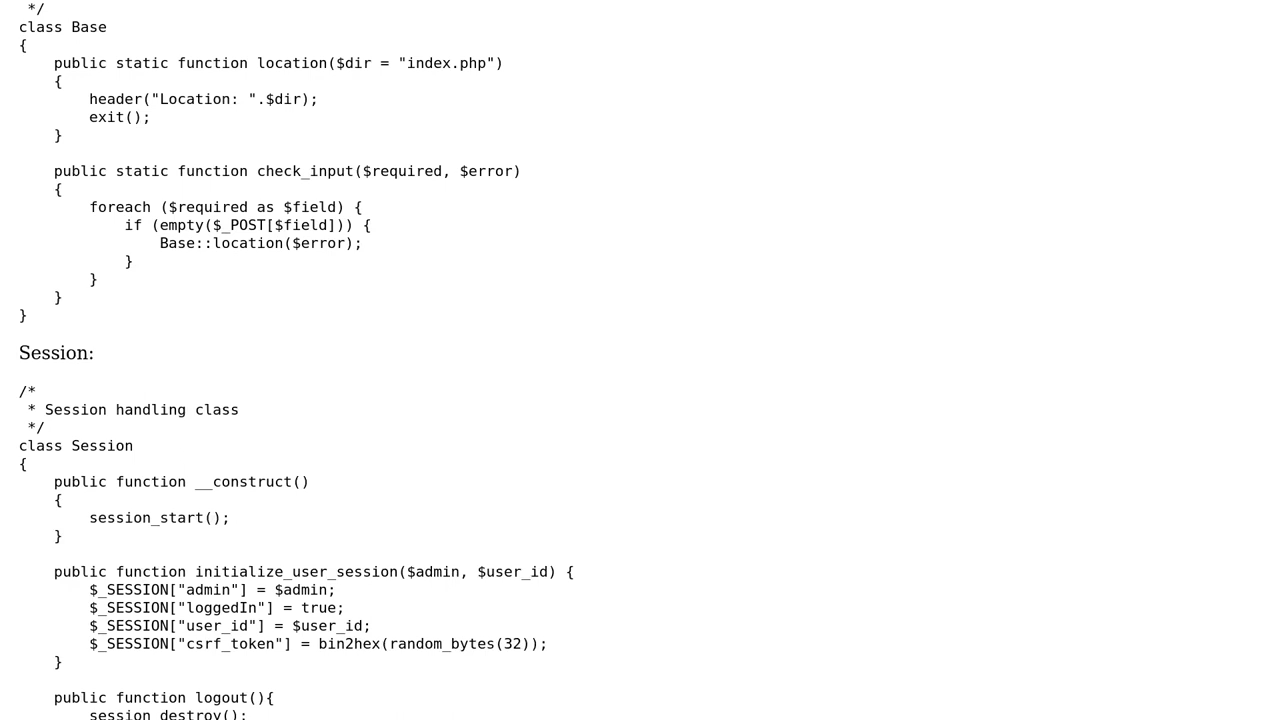 */
class Base
{
    public static function location($dir = "index.php")
    {
        header("Location: ".$dir);
        exit();
    }

    public static function check_input($required, $error)
    {
        foreach ($required as $field) {
            if (empty($_POST[$field])) {
                Base::location($error);
            }
        }
    }
}
Session:
/*
 * Session handling class
 */
class Session
{
    public function __construct()
    {
        session_start();
    }

    public function initialize_user_session($admin, $user_id) {
        $_SESSION["admin"] = $admin;
        $_SESSION["loggedIn"] = true;
        $_SESSION["user_id"] = $user_id;
        $_SESSION["csrf_token"] = bin2hex(random_bytes(32));
    }

    public function logout(){
        session_destroy();